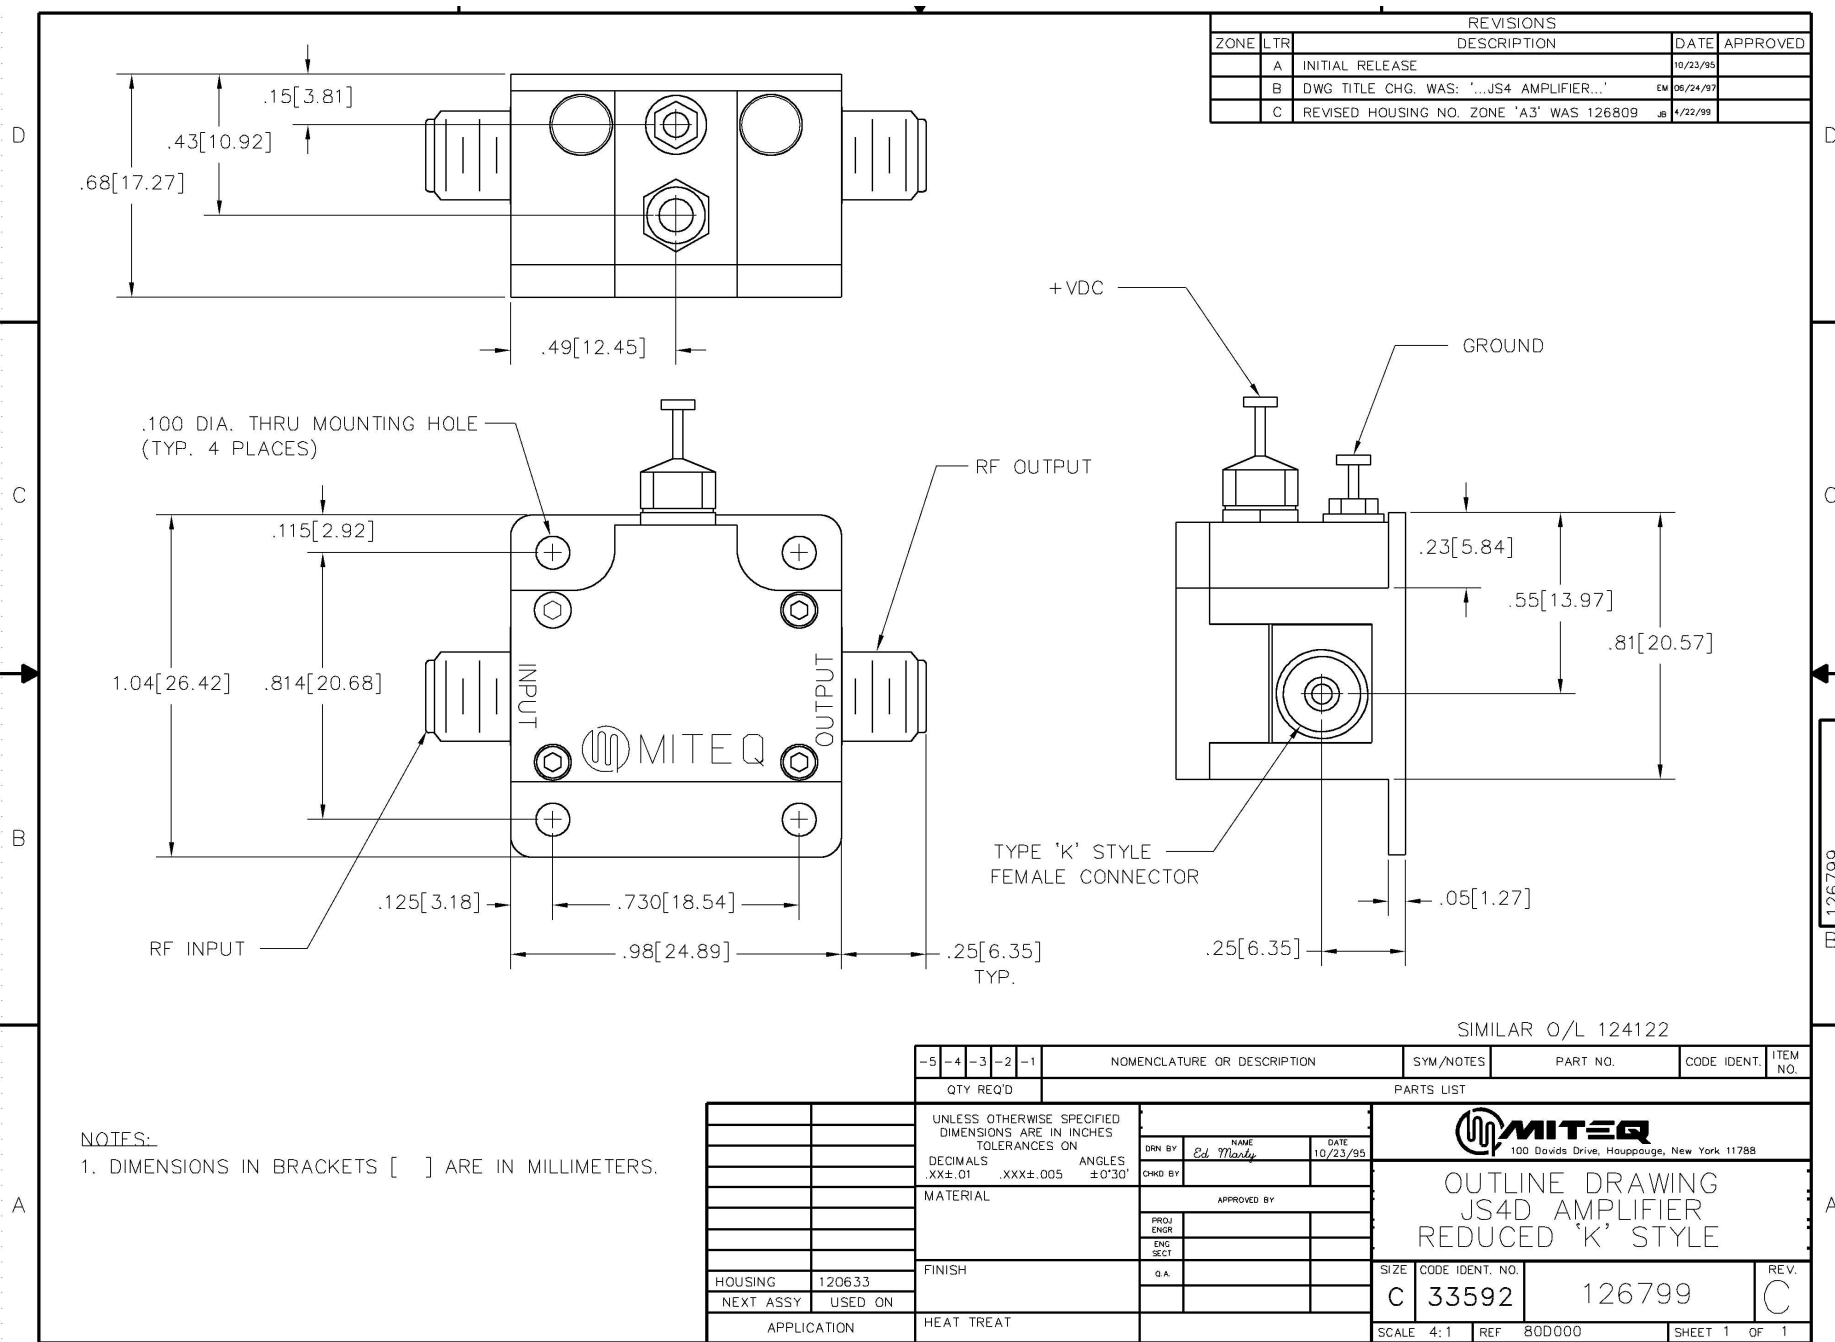 REVISIONS
ZONE LTR DESCRIPTION DATE APPROVED
A INITIAL RELEASE 10/23/95
B DWG TITLE CHG. WAS: '...JS4 AMPLIFIER...' EM 06/24/97
C REVISED HOUSING NO. ZONE 'A3' WAS 126809 JB 4/22/99
D
D
.15[3.81]
.43[10.92]
.68[17.27]
.49[12.45]
+VDC
GROUND
.100 DIA. THRU MOUNTING HOLE
(TYP. 4 PLACES)
RF OUTPUT
C
C
.115[2.92]
.23[5.84]
.55[13.97]
.81[20.57]
1.04[26.42]
.814[20.68]
INPUT
OUTPUT
MITEQ
B
TYPE 'K' STYLE
FEMALE CONNECTOR
.125[3.18]
.730[18.54]
.05[1.27]
RF INPUT
.98[24.89]
.25[6.35]
TYP.
.25[6.35]
126799
B
SIMILAR O/L 124122
-5 -4 -3 -2 -1 NOMENCLATURE OR DESCRIPTION SYM/NOTES PART NO. CODE IDENT. ITEM NO.
QTY REQ'D PARTS LIST
NOTES:
1. DIMENSIONS IN BRACKETS [ ] ARE IN MILLIMETERS.
A
A
UNLESS OTHERWISE SPECIFIED
DIMENSIONS ARE IN INCHES
TOLERANCES ON
DECIMALS ANGLES
.XX±.01 .XXX±.005 ±0°30'
MATERIAL
FINISH
HEAT TREAT
HOUSING 120633
NEXT ASSY USED ON
APPLICATION
NAME DATE
DRN BY Ed Marty 10/23/95
CHKD BY
APPROVED BY
PROJ ENGR
ENG SECT
Q.A.
MITEQ
100 Davids Drive, Hauppauge, New York 11788
OUTLINE DRAWING
JS4D AMPLIFIER
REDUCED 'K' STYLE
SIZE CODE IDENT. NO. REV.
C 33592 126799 C
SCALE 4:1 REF 80D000 SHEET 1 OF 1